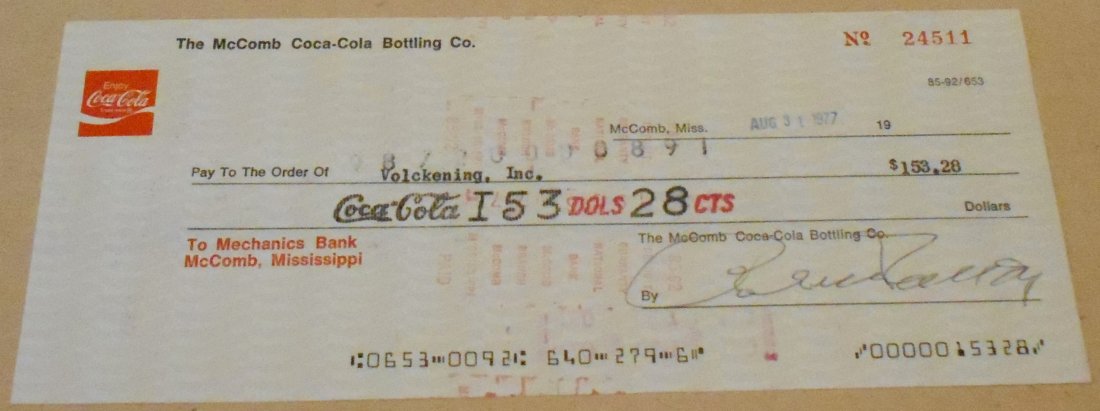 The McComb Coca-Cola Bottling Co.
Nº 24511
Enjoy
Coca-Cola
85-92/653
McComb, Miss. AUG 31 1977 19
Pay To The Order Of Volckening, Inc. $153.28
Coca-Cola 153 DOLS 28 CTS Dollars
To Mechanics Bank
McComb, Mississippi
The McComb Coca-Cola Bottling Co.
By
⑆0653⑉0092⑆ 640⑉279⑉6⑈ ⑈0000015328⑈